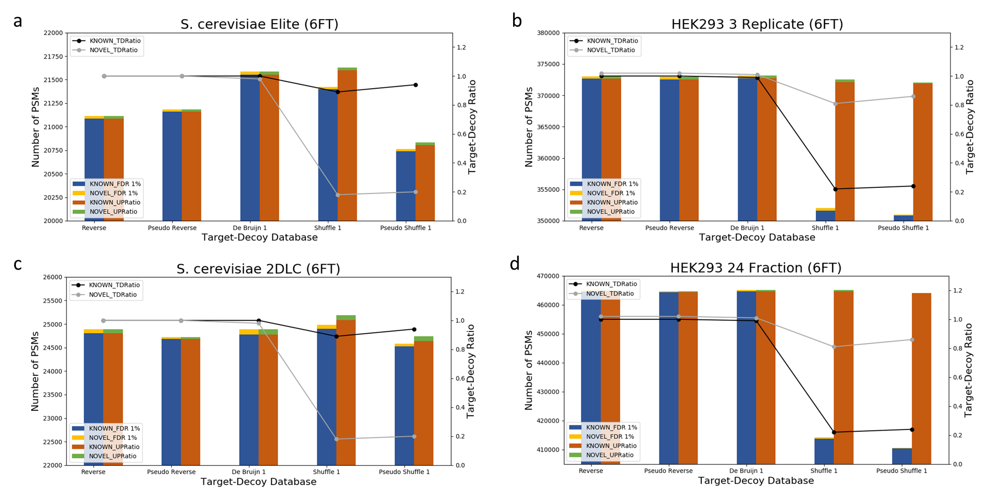 a
S. cerevisiae Elite (6FT)
KNOWN_TDRatio
NOVEL_TDRatio
22000
21750
21500
21250
21000
20750
20500
20250
20000
Number of PSMs
1.2
1.0
0.8
0.6
0.4
0.2
0.0
Target-Decoy Ratio
KNOWN_FDR 1%
NOVEL_FDR 1%
KNOWN_UPRatio
NOVEL_UPRatio
Reverse
Pseudo Reverse
De Bruijn 1
Shuffle 1
Pseudo Shuffle 1
Target-Decoy Database
b
HEK293 3 Replicate (6FT)
KNOWN_TDRatio
NOVEL_TDRatio
380000
375000
370000
365000
360000
355000
350000
Number of PSMs
1.2
1.0
0.8
0.6
0.4
0.2
0.0
Target-Decoy Ratio
KNOWN_FDR 1%
NOVEL_FDR 1%
KNOWN_UPRatio
NOVEL_UPRatio
Reverse
Pseudo Reverse
De Bruijn 1
Shuffle 1
Pseudo Shuffle 1
Target-Decoy Database
c
S. cerevisiae 2DLC (6FT)
KNOWN_TDRatio
NOVEL_TDRatio
26000
25500
25000
24500
24000
23500
23000
22500
22000
Number of PSMs
1.2
1.0
0.8
0.6
0.4
0.2
0.0
Target-Decoy Ratio
KNOWN_FDR 1%
NOVEL_FDR 1%
KNOWN_UPRatio
NOVEL_UPRatio
Reverse
Pseudo Reverse
De Bruijn 1
Shuffle 1
Pseudo Shuffle 1
Target-Decoy Database
d
HEK293 24 Fraction (6FT)
KNOWN_TDRatio
NOVEL_TDRatio
470000
460000
450000
440000
430000
420000
410000
Number of PSMs
1.2
1.0
0.8
0.6
0.4
0.2
0.0
Target-Decoy Ratio
KNOWN_FDR 1%
NOVEL_FDR 1%
KNOWN_UPRatio
NOVEL_UPRatio
Reverse
Pseudo Reverse
De Bruijn 1
Shuffle 1
Pseudo Shuffle 1
Target-Decoy Database